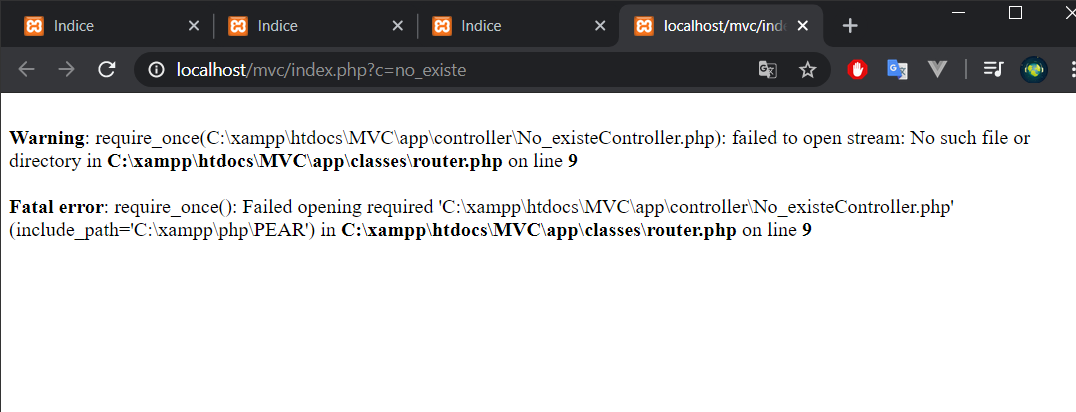 Indice
Indice
Indice
localhost/mvc/ind
localhost/mvc/index.php?c=no_existe
Warning: require_once(C:\xampp\htdocs\MVC\app\controller\No_existeController.php): failed to open stream: No such file or
directory in C:\xampp\htdocs\MVC\app\classes\router.php on line 9
Fatal error: require_once(): Failed opening required 'C:\xampp\htdocs\MVC\app\controller\No_existeController.php'
(include_path='C:\xampp\php\PEAR') in C:\xampp\htdocs\MVC\app\classes\router.php on line 9